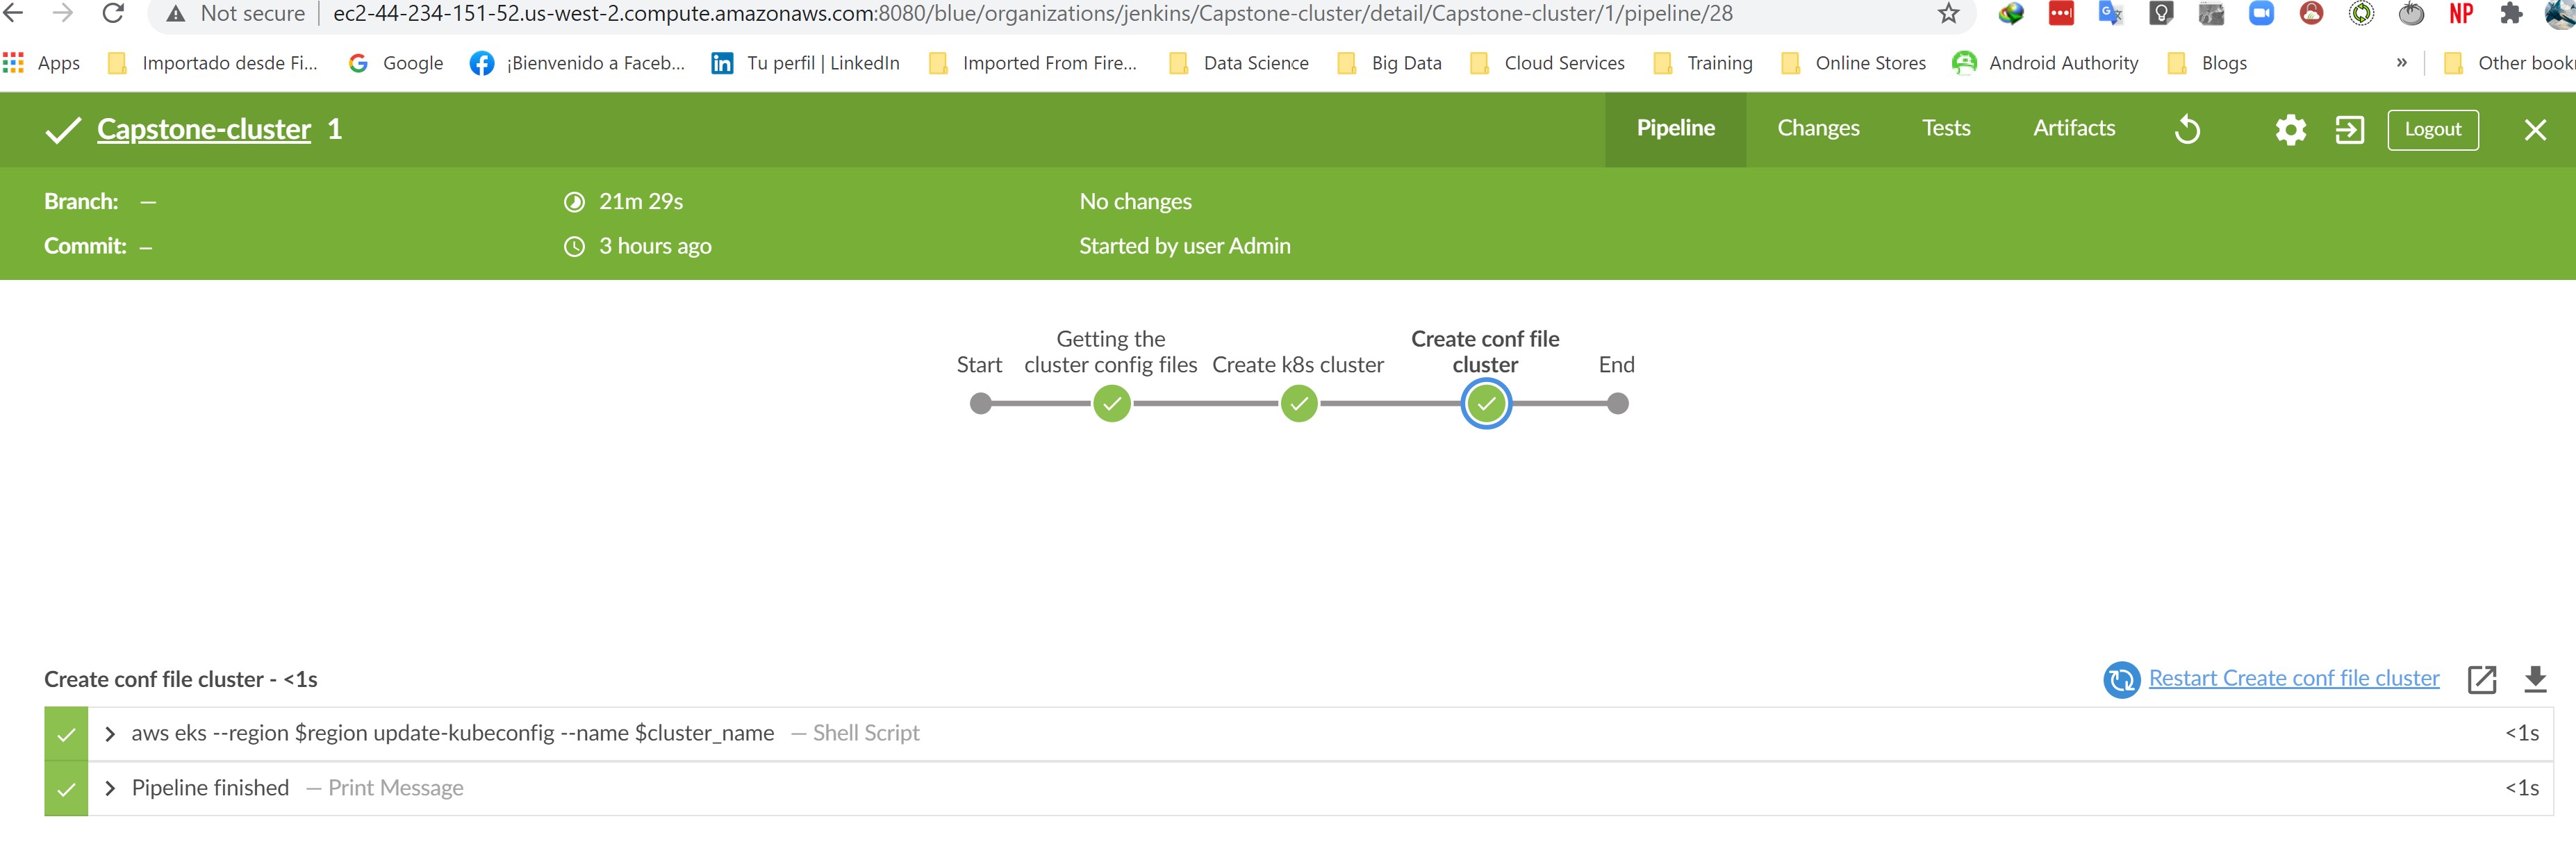 Not secure | ec2-44-234-151-52.us-west-2.compute.amazonaws.com:8080/blue/organizations/jenkins/Capstone-cluster/detail/Capstone-cluster/1/pipeline/28 NP
Apps Importado desde Fi... Google ¡Bienvenido a Faceb... Tu perfil | LinkedIn Imported From Fire... Data Science Big Data Cloud Services Training Online Stores Android Authority Blogs » Other book
Capstone-cluster 1 Pipeline Changes Tests Artifacts Logout
Branch: — 21m 29s No changes
Commit: — 3 hours ago Started by user Admin
Getting the Create conf file
Start cluster config files Create k8s cluster cluster End
Create conf file cluster - <1s Restart Create conf file cluster
aws eks --region $region update-kubeconfig --name $cluster_name — Shell Script <1s
Pipeline finished — Print Message <1s